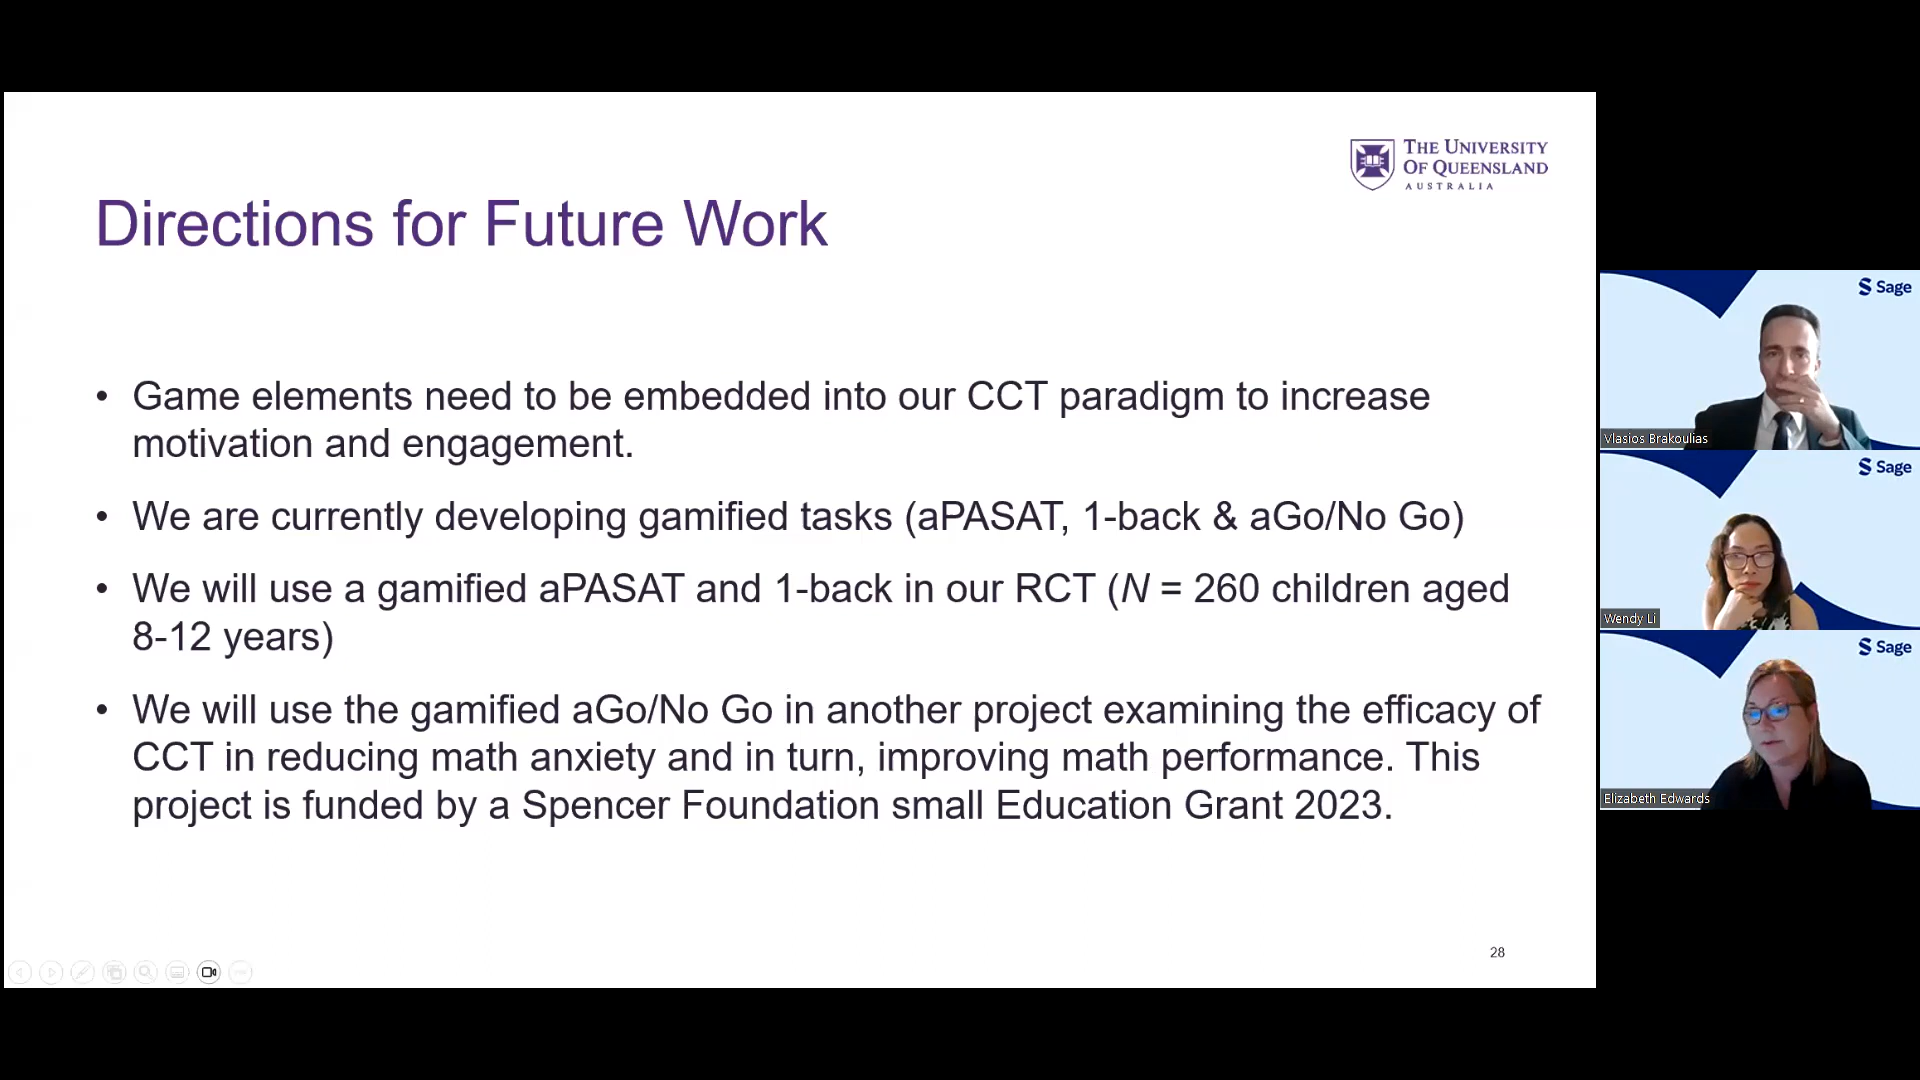 THE UNIVERSITY
OF QUEENSLAND
AUSTRALIA
Directions for Future Work
• Game elements need to be embedded into our CCT paradigm to increase
motivation and engagement.
• We are currently developing gamified tasks (aPASAT, 1-back & aGo/No Go)
• We will use a gamified aPASAT and 1-back in our RCT (N = 260 children aged
8-12 years)
• We will use the gamified aGo/No Go in another project examining the efficacy of
CCT in reducing math anxiety and in turn, improving math performance. This
project is funded by a Spencer Foundation small Education Grant 2023.
28
Sage
Vlasios Brakoulias
Sage
Wendy Li
Sage
Elizabeth Edwards